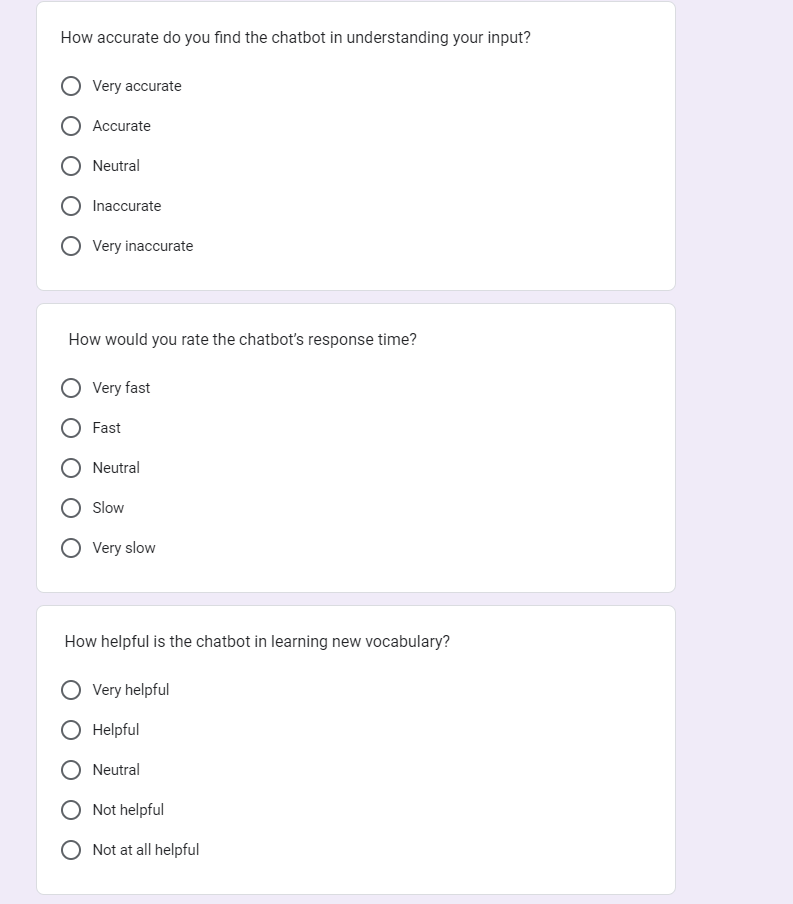 How accurate do you find the chatbot in understanding your input?
Very accurate
Accurate
Neutral
Inaccurate
Very inaccurate
How would you rate the chatbot's response time?
Very fast
Fast
Neutral
Slow
Very slow
How helpful is the chatbot in learning new vocabulary?
Very helpful
Helpful
Neutral
Not helpful
Not at all helpful